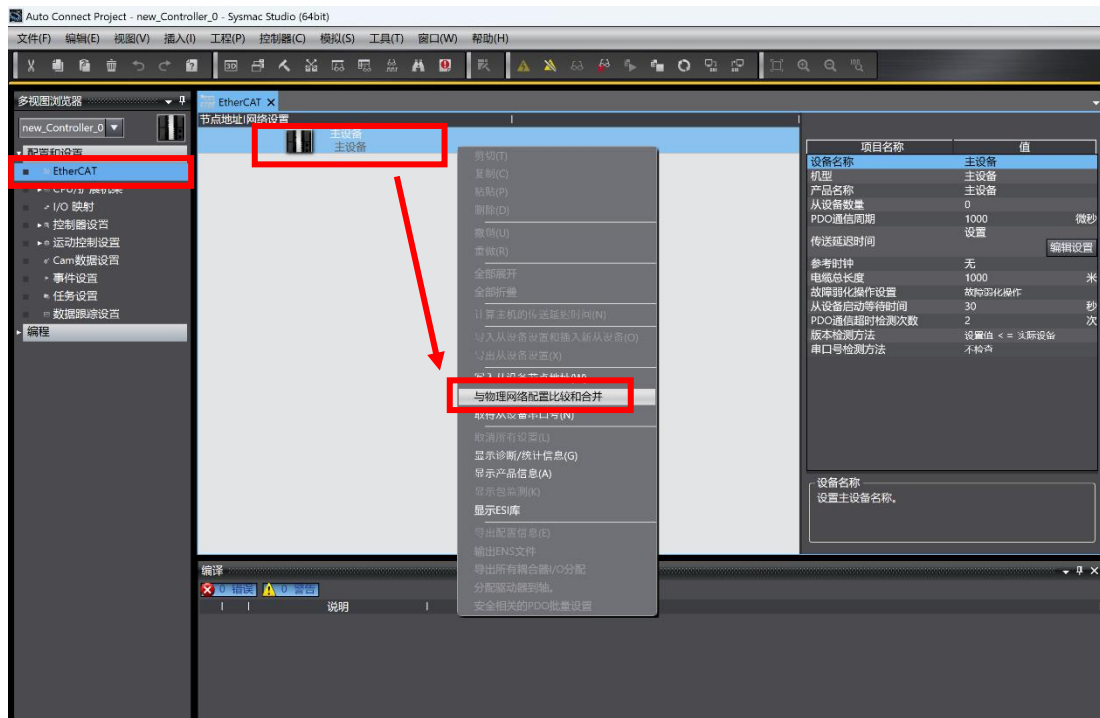 Auto Connect Project - new_Controller_0 - Sysmac Studio (64bit)
文件(F) 编辑(E) 视图(V) 插入(I) 工程(P) 控制器(C) 模拟(S) 工具(T) 窗口(W) 帮助(H)
多视图浏览器
new_Controller_0
配置和设置
EtherCAT
CPU/扩展机架
I/O 映射
控制器设置
运动控制设置
Cam数据设置
事件设置
任务设置
数据跟踪设置
编程
EtherCAT
节点地址 网络设置
主设备
主设备
剪切(T)
复制(C)
粘贴(P)
删除(D)
撤销(U)
重做(R)
全部展开
全部折叠
计算主机的传送延迟时间(N)
导入从设备设置和插入新从设备(O)
导出从设备设置(X)
写入从设备节点地址(W)
与物理网络配置比较和合并
取得从设备串口号(N)
取消所有设置(L)
显示诊断/统计信息(G)
显示产品信息(A)
显示包监测(K)
显示ESI库
导出配置信息(E)
输出ENS文件
导出所有耦合器I/O分配
分配驱动器到轴。
安全相关的PDO批量设置
项目名称 值
设备名称 主设备
机型 主设备
产品名称 主设备
从设备数量 0
PDO通信周期 1000 微秒
传送延迟时间 设置
编辑设置
参考时钟 无
电缆总长度 1000 米
故障弱化操作设置 故障弱化操作
从设备启动等待时间 30 秒
PDO通信超时检测次数 2 次
版本检测方法 设置值 <= 实际设备
串口号检测方法 不检查
设备名称
设置主设备名称。
编译
0 错误 0 警告
说明